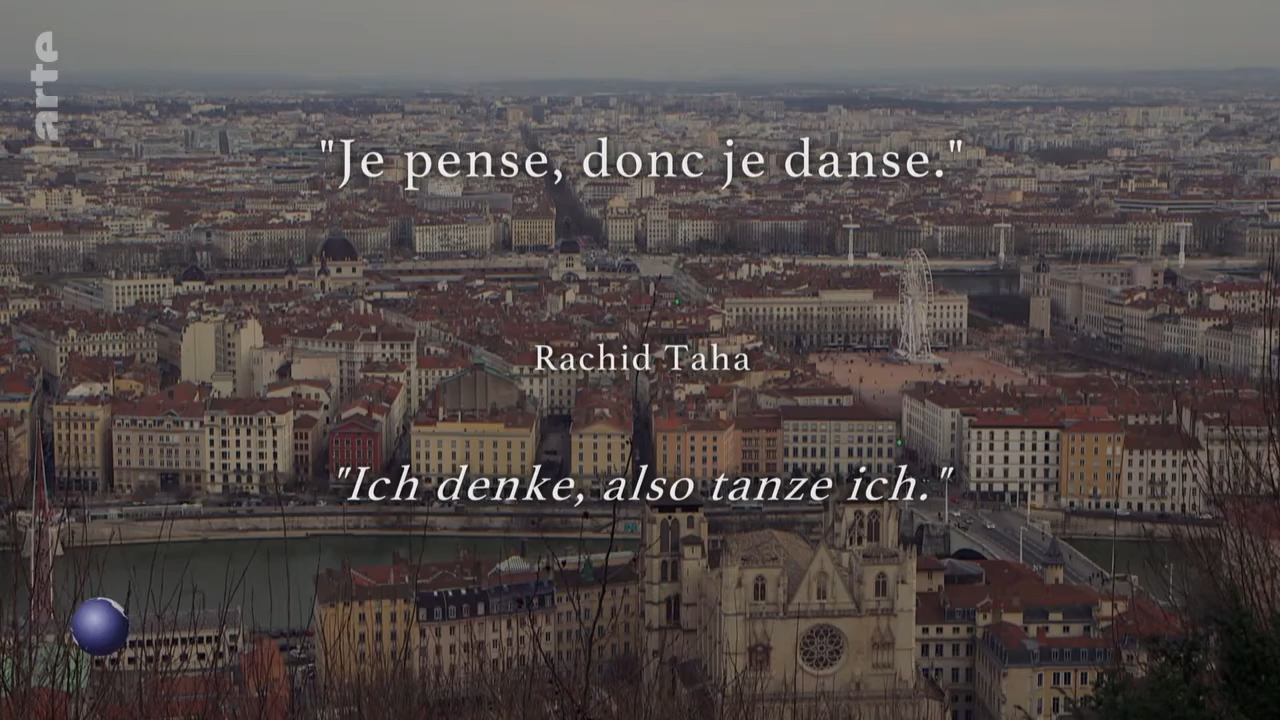 arte
"Je pense, donc je danse."
Rachid Taha
"Ich denke, also tanze ich."